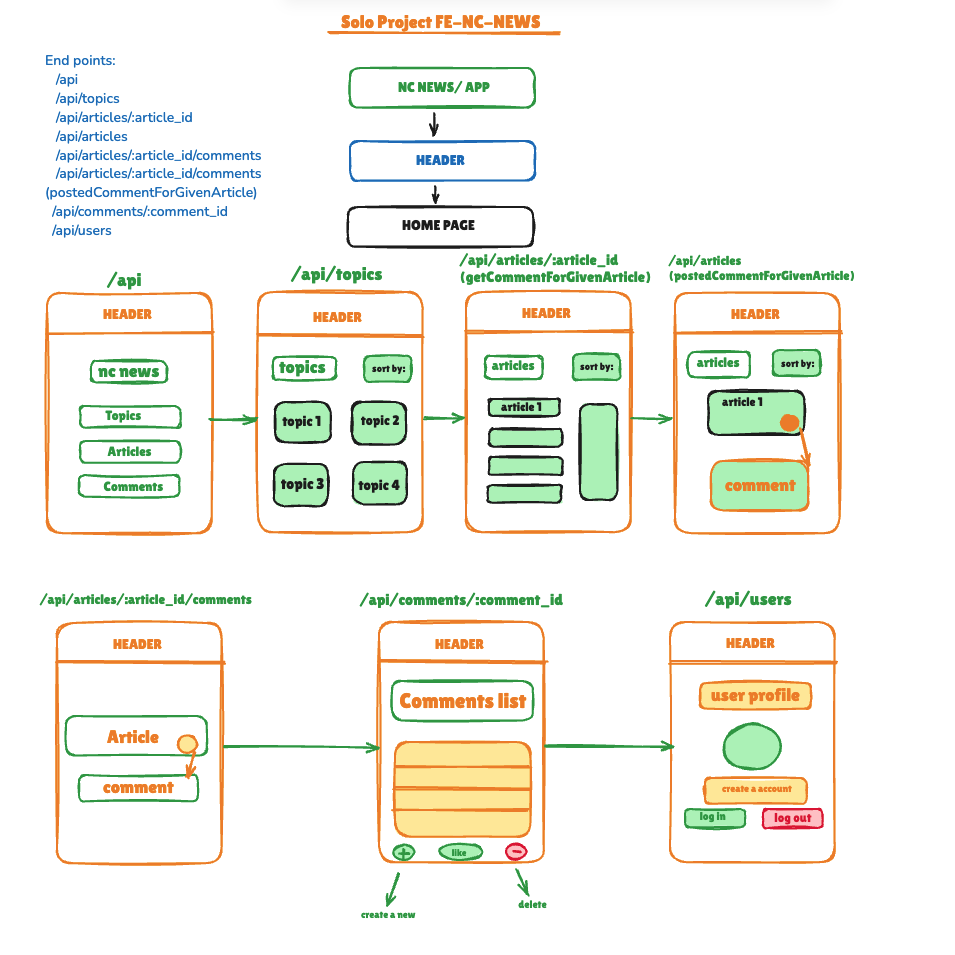 Solo Project FE-NC-NEWS
End points:
/api
/api/topics
/api/articles/:article_id
/api/articles
/api/articles/:article_id/comments
/api/articles/:article_id/comments
(postedCommentForGivenArticle)
/api/comments/:comment_id
/api/users
NC NEWS/ APP
HEADER
HOME PAGE
/api
HEADER
nc news
Topics
Articles
Comments
/api/topics
HEADER
topics
sort by:
topic 1
topic 2
topic 3
topic 4
/api/articles/:article_id
(getCommentForGivenArticle)
HEADER
articles
sort by:
article 1
/api/articles
(postedCommentForGivenArticle)
HEADER
articles
sort by:
article 1
comment
/api/articles/:article_id/comments
HEADER
Article
comment
/api/comments/:comment_id
HEADER
Comments list
+
like
-
create a new
delete
/api/users
HEADER
user profile
create a account
log in
log out